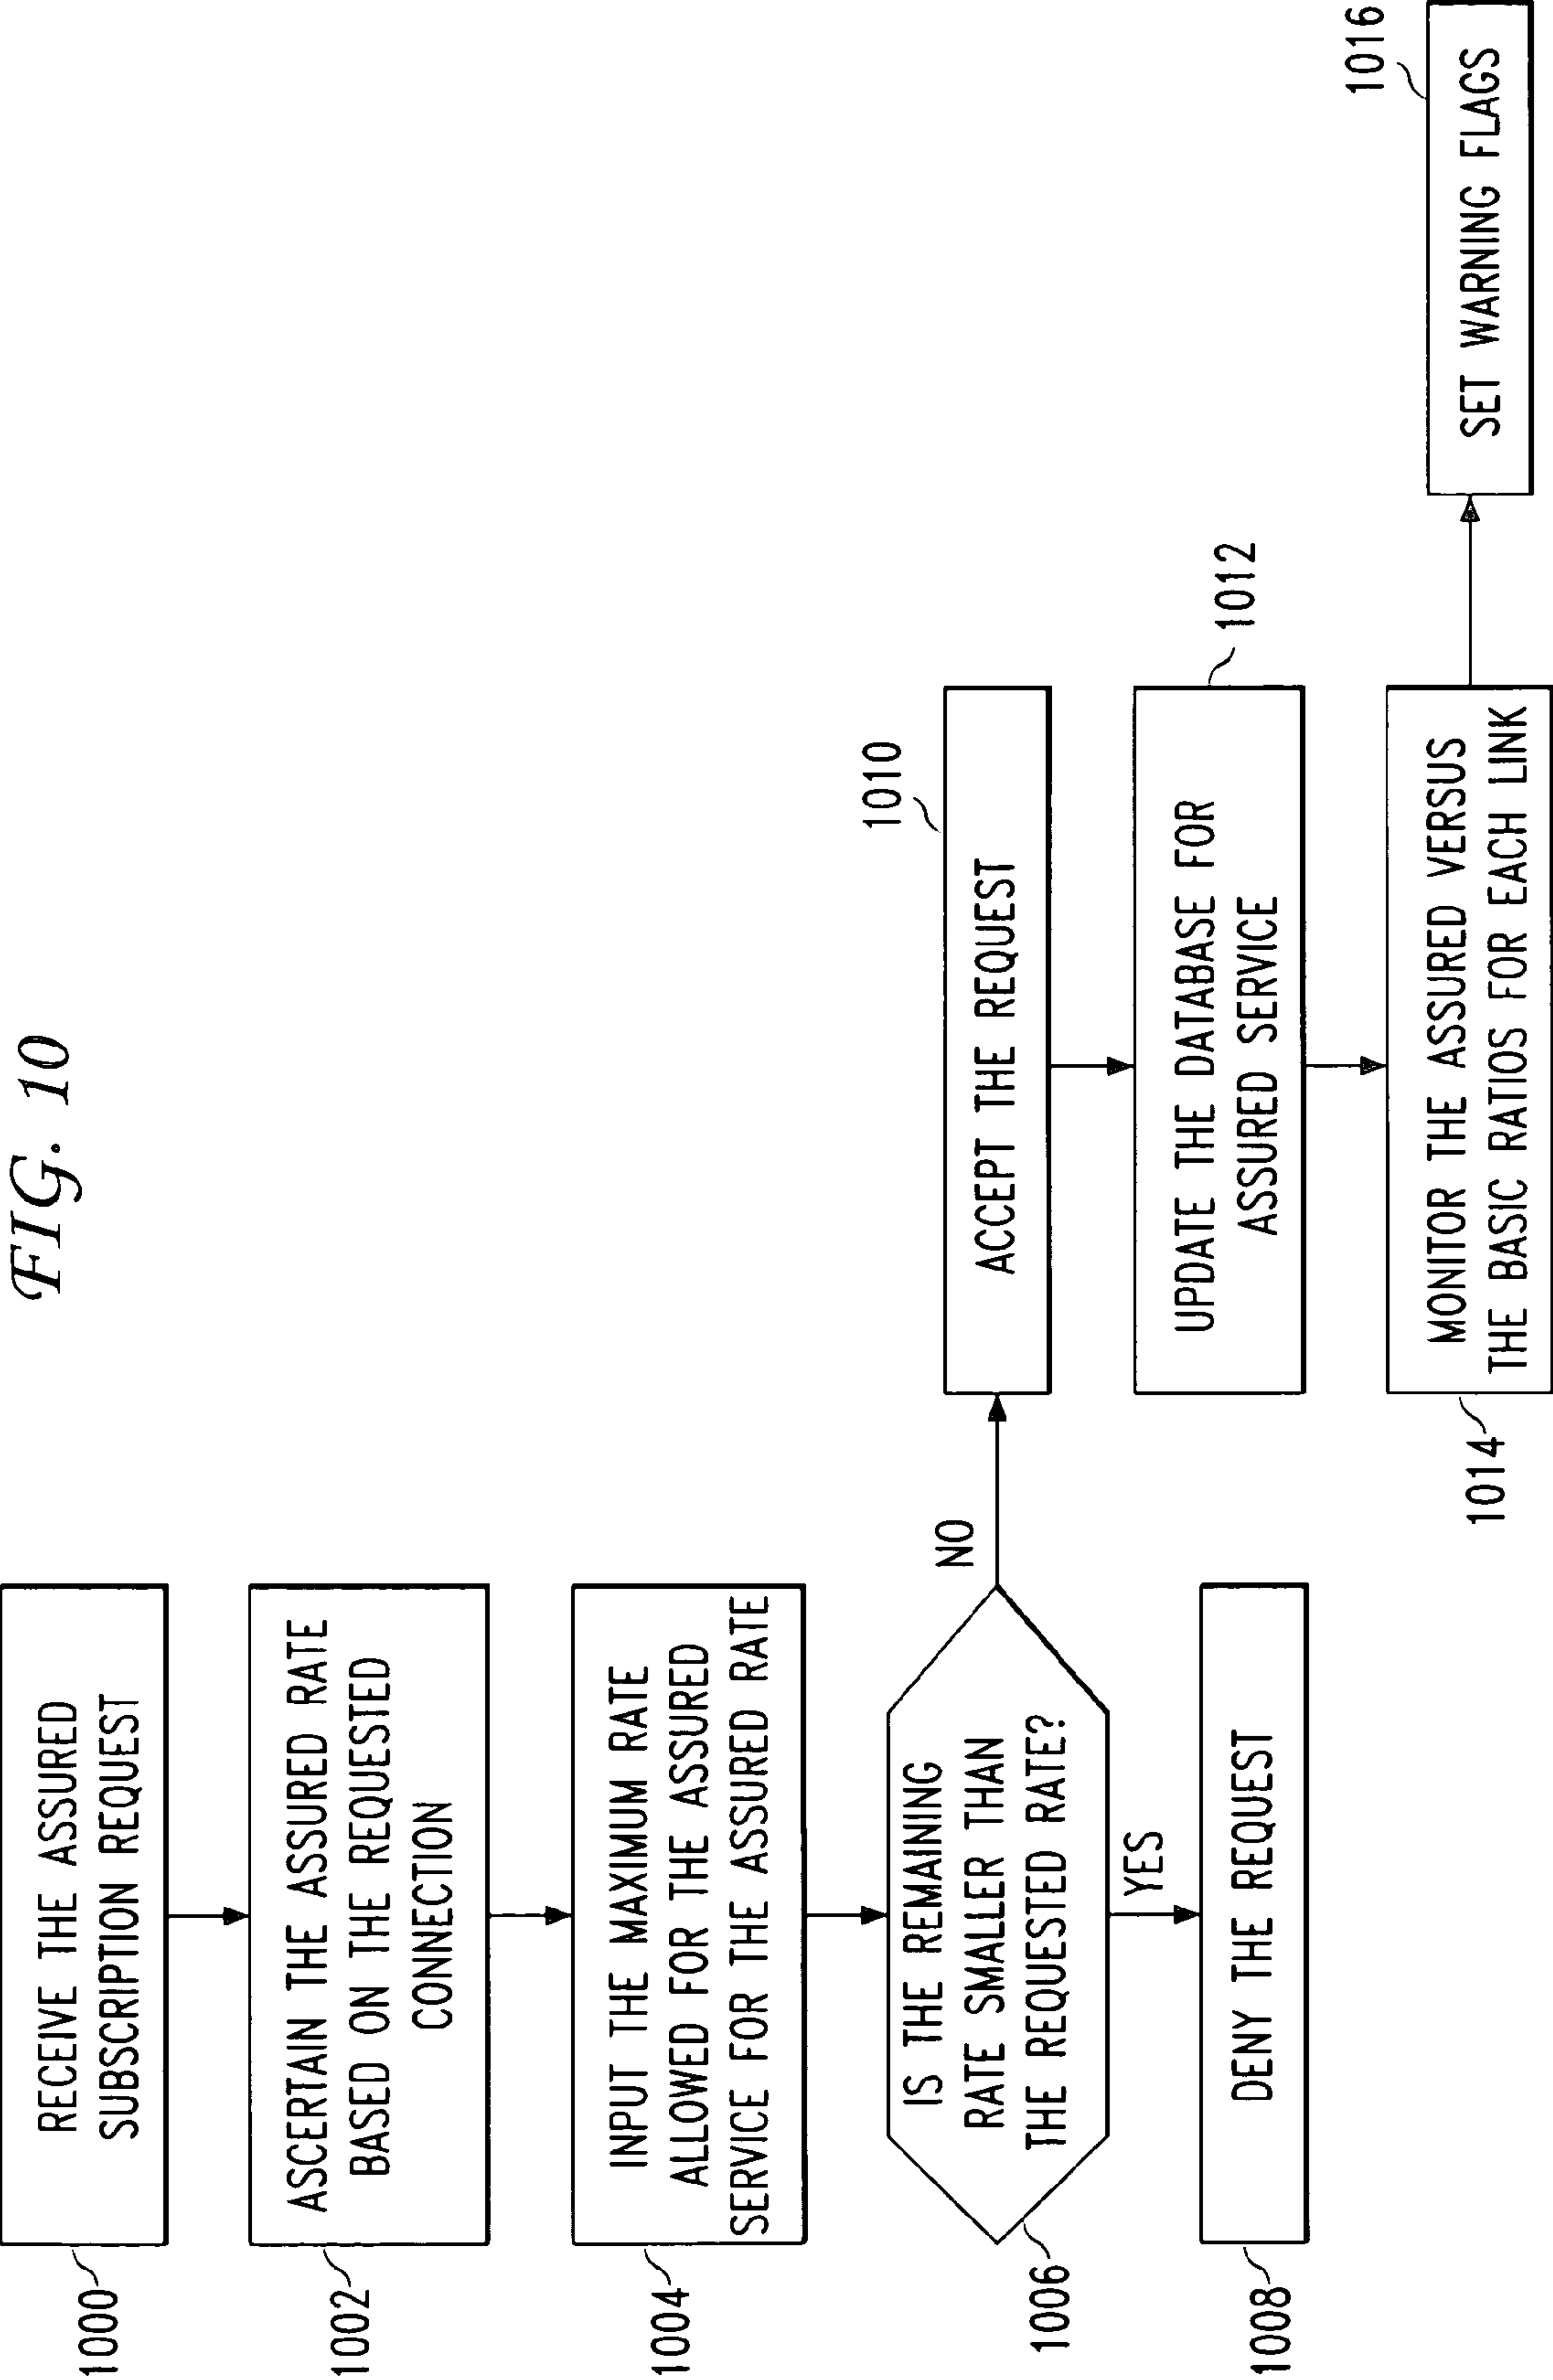 FIG. 10
1000
RECEIVE THE ASSURED
SUBSCRIPTION REQUEST
1002
ASCERTAIN THE ASSURED RATE
BASED ON THE REQUESTED
CONNECTION
1004
INPUT THE MAXIMUM RATE
ALLOWED FOR THE ASSURED
SERVICE FOR THE ASSURED RATE
1006
IS THE REMAINING
RATE SMALLER THAN
THE REQUESTED RATE?
NO
YES
1008
DENY THE REQUEST
1010
ACCEPT THE REQUEST
1012
UPDATE THE DATABASE FOR
ASSURED SERVICE
1014
MONITOR THE ASSURED VERSUS
THE BASIC RATIOS FOR EACH LINK
1016
SET WARNING FLAGS